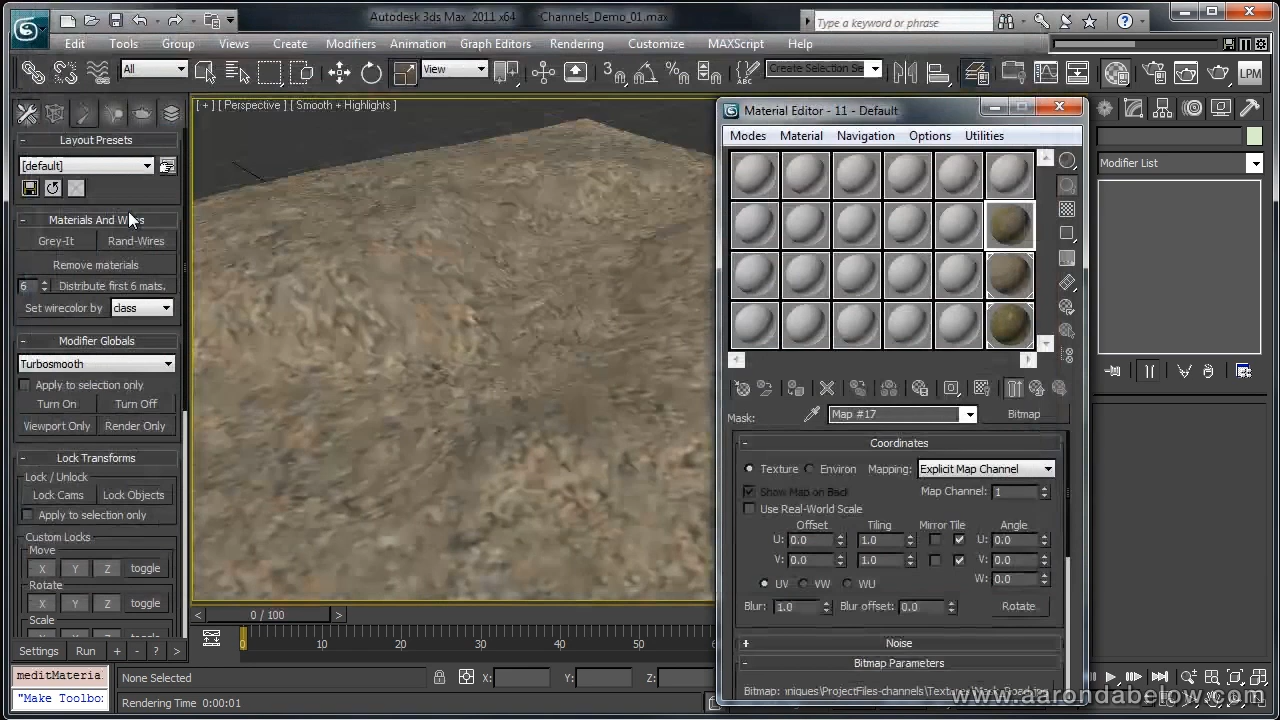 Autodesk 3ds Max 2011 x64 Channels_Demo_01.max
Type a keyword or phrase
Edit Tools Group Views Create Modifiers Animation Graph Editors Rendering Customize MAXScript Help
All View 3 ABC Create Selection Se LPM
[ + ] [ Perspective ] [ Smooth + Highlights ]
Layout Presets
[default]
Materials And Wires
Grey-It Rand-Wires
Remove materials
6 Distribute first 6 mats.
Set wirecolor by class
Modifier Globals
Turbosmooth
Apply to selection only
Turn On Turn Off
Viewport Only Render Only
Lock Transforms
Lock / Unlock
Lock Cams Lock Objects
Apply to selection only
Custom Locks
Move
X Y Z toggle
Rotate
X Y Z toggle
Scale
Settings Run + - ? >
Material Editor - 11 - Default
Modes Material Navigation Options Utilities
Mask: Map #17 Bitmap
Coordinates
Texture Environ Mapping: Explicit Map Channel
Show Map on Back Map Channel: 1
Use Real-World Scale
Offset Tiling Mirror Tile Angle
U: 0.0 1.0 U: 0.0
V: 0.0 1.0 V: 0.0
W: 0.0
UV VW WU
Blur: 1.0 Blur offset: 0.0 Rotate
Noise
Bitmap Parameters
Modifier List
< 0 / 100 >
0 10 20 30 40 50
meditMateria
"Make Toolbo
None Selected X: Y: Z:
Rendering Time 0:00:01
www.aarondabelow.com